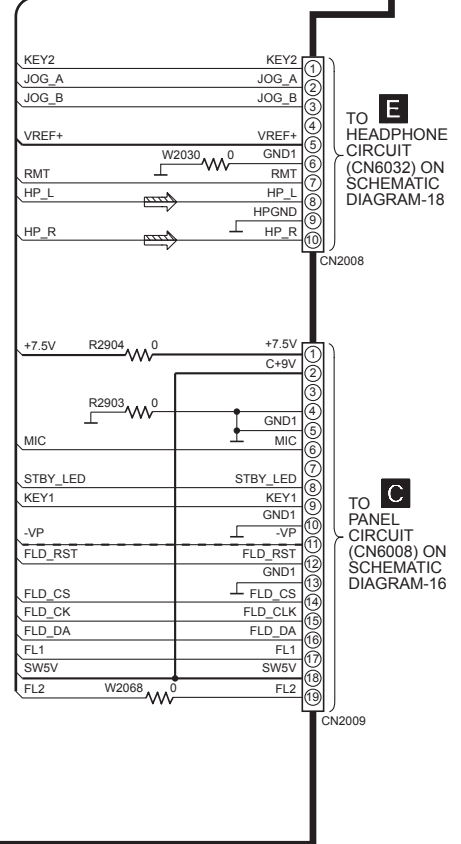 KEY2 KEY2 1
JOG_A JOG_A 2
JOG_B JOG_B 3
4
VREF+ VREF+ 5
W2030 0 GND1 6
RMT RMT 7
HP_L HP_L 8
HPGND 9
HP_R HP_R 10
CN2008
TO E
HEADPHONE
CIRCUIT
(CN6032) ON
SCHEMATIC
DIAGRAM-18
+7.5V R2904 0 +7.5V 1
C+9V 2
3
R2903 0 4
GND1 5
MIC MIC 6
7
STBY_LED STBY_LED 8
KEY1 KEY1 9
GND1 10
-VP -VP 11
FLD_RST FLD_RST 12
GND1 13
FLD_CS FLD_CS 14
FLD_CK FLD_CLK 15
FLD_DA FLD_DA 16
FL1 FL1 17
SW5V SW5V 18
FL2 W2068 0 FL2 19
CN2009
TO C
PANEL
CIRCUIT
(CN6008) ON
SCHEMATIC
DIAGRAM-16